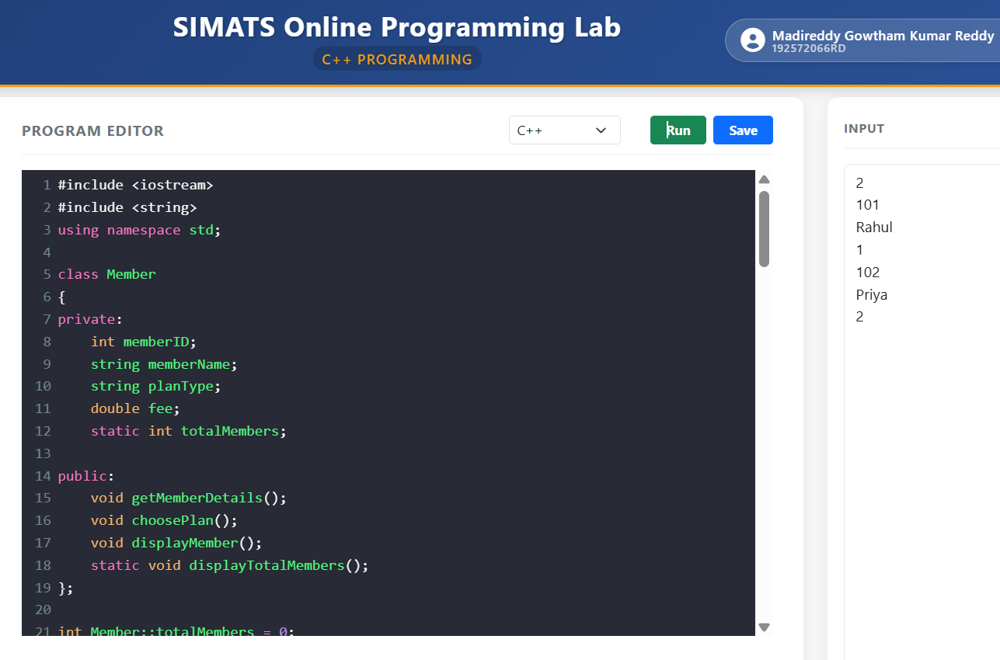 SIMATS Online Programming Lab
C++ PROGRAMMING
Madireddy Gowtham Kumar Reddy
192572066RD
PROGRAM EDITOR
C++
Run
Save
1 #include <iostream>
2 #include <string>
3 using namespace std;
4
5 class Member
6 {
7 private:
8     int memberID;
9     string memberName;
10     string planType;
11     double fee;
12     static int totalMembers;
13
14 public:
15     void getMemberDetails();
16     void choosePlan();
17     void displayMember();
18     static void displayTotalMembers();
19 };
20
21 int Member::totalMembers = 0;
INPUT
2
101
Rahul
1
102
Priya
2